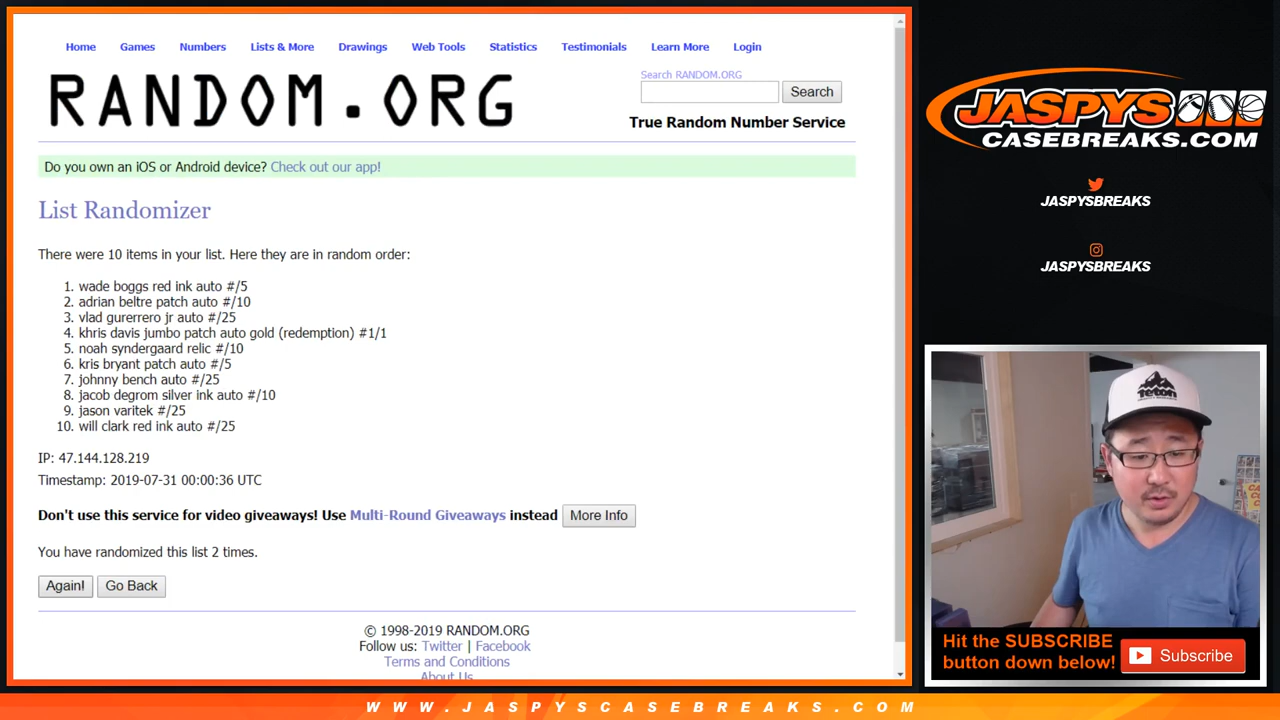 Home Games Numbers Lists & More Drawings Web Tools Statistics Testimonials Learn More Login
RANDOM.ORG
Search RANDOM.ORG
Search
True Random Number Service
Do you own an iOS or Android device? Check out our app!
List Randomizer
There were 10 items in your list. Here they are in random order:
1. wade boggs red ink auto #/5
2. adrian beltre patch auto #/10
3. vlad gurerrero jr auto #/25
4. khris davis jumbo patch auto gold (redemption) #1/1
5. noah syndergaard relic #/10
6. kris bryant patch auto #/5
7. johnny bench auto #/25
8. jacob degrom silver ink auto #/10
9. jason varitek #/25
10. will clark red ink auto #/25
IP: 47.144.128.219
Timestamp: 2019-07-31 00:00:36 UTC
Don't use this service for video giveaways! Use Multi-Round Giveaways instead More Info
You have randomized this list 2 times.
Again! Go Back
© 1998-2019 RANDOM.ORG
Follow us: Twitter | Facebook
Terms and Conditions
About Us
JASPYS
CASEBREAKS.COM
JASPYSBREAKS
JASPYSBREAKS
Teton
Hit the SUBSCRIBE
button down below!
Subscribe
WWW.JASPYSCASEBREAKS.COM